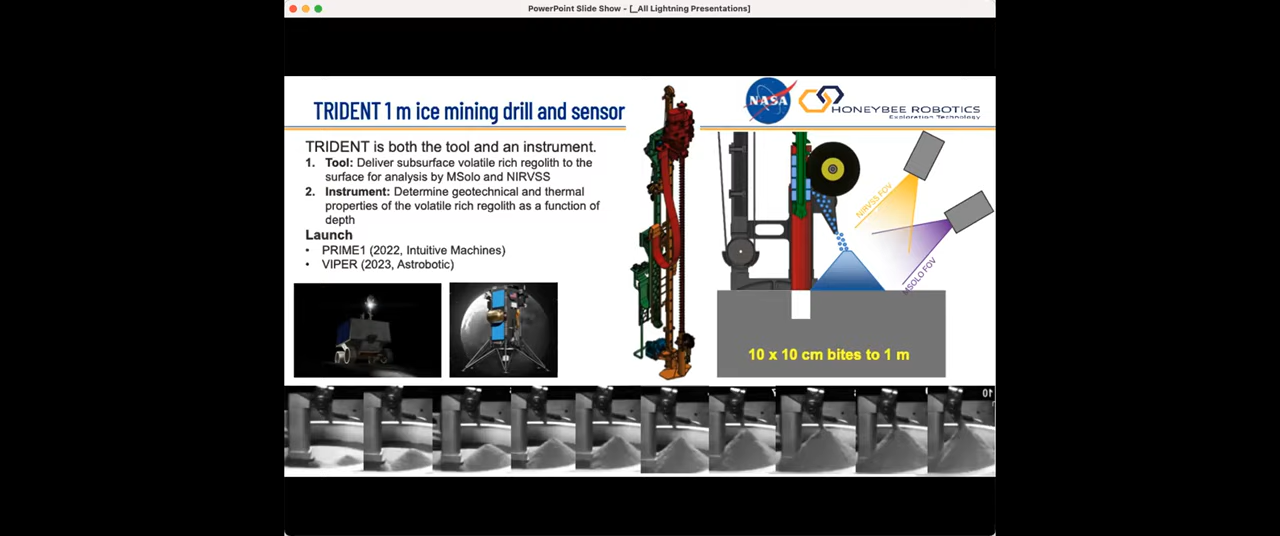 PowerPoint Slide Show - [_All Lightning Presentations]
TRIDENT 1 m ice mining drill and sensor
NASA
HONEYBEE ROBOTICS
Exploration Technology
TRIDENT is both the tool and an instrument.
1. Tool: Deliver subsurface volatile rich regolith to the
surface for analysis by MSolo and NIRVSS
2. Instrument: Determine geotechnical and thermal
properties of the volatile rich regolith as a function of
depth
Launch
• PRIME1 (2022, Intuitive Machines)
• VIPER (2023, Astrobotic)
NIRVSS FOV
MSOLO FOV
10 x 10 cm bites to 1 m